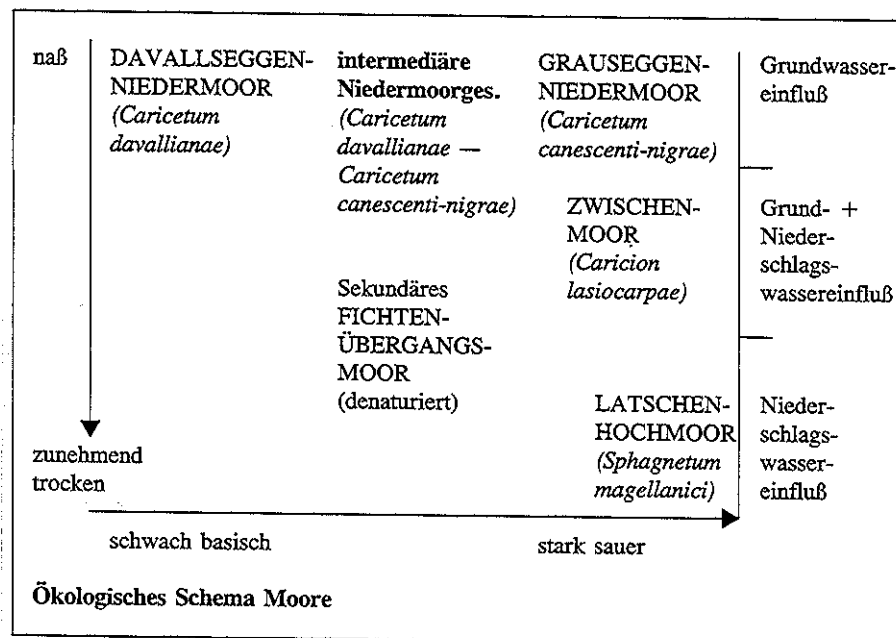 naß
DAVALLSEGGEN-
NIEDERMOOR
(Caricetum
davallianae)
intermediäre
Niedermoorges.
(Caricetum
davallianae —
Caricetum
canescenti-nigrae)
GRAUSEGGEN-
NIEDERMOOR
(Caricetum
canescenti-nigrae)
Grundwasser-
einfluß
ZWISCHEN-
MOOR
(Caricion
lasiocarpae)
Grund- +
Nieder-
schlags-
wassereinfluß
Sekundäres
FICHTEN-
ÜBERGANGS-
MOOR
(denaturiert)
LATSCHEN-
HOCHMOOR
(Sphagnetum
magellanici)
Nieder-
schlags-
wasser-
einfluß
zunehmend
trocken
schwach basisch
stark sauer
Ökologisches Schema Moore